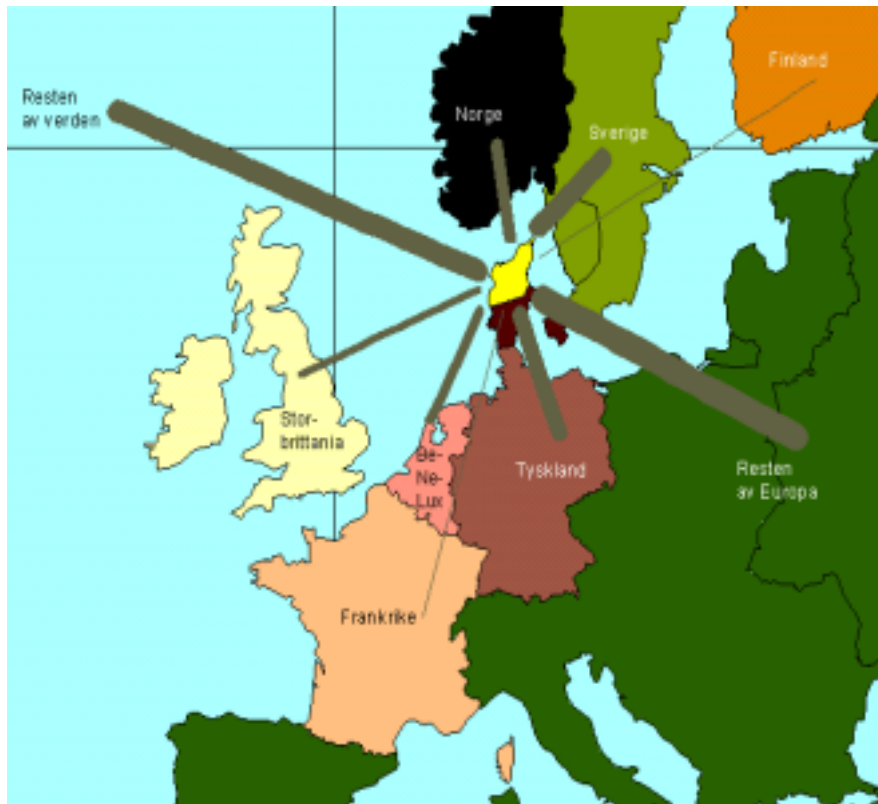 Finland
Resten
av verden
Norge
Sverige
Stor-
brittania
Be-
Ne-
Lux
Tyskland
Resten
av Europa
Frankrike